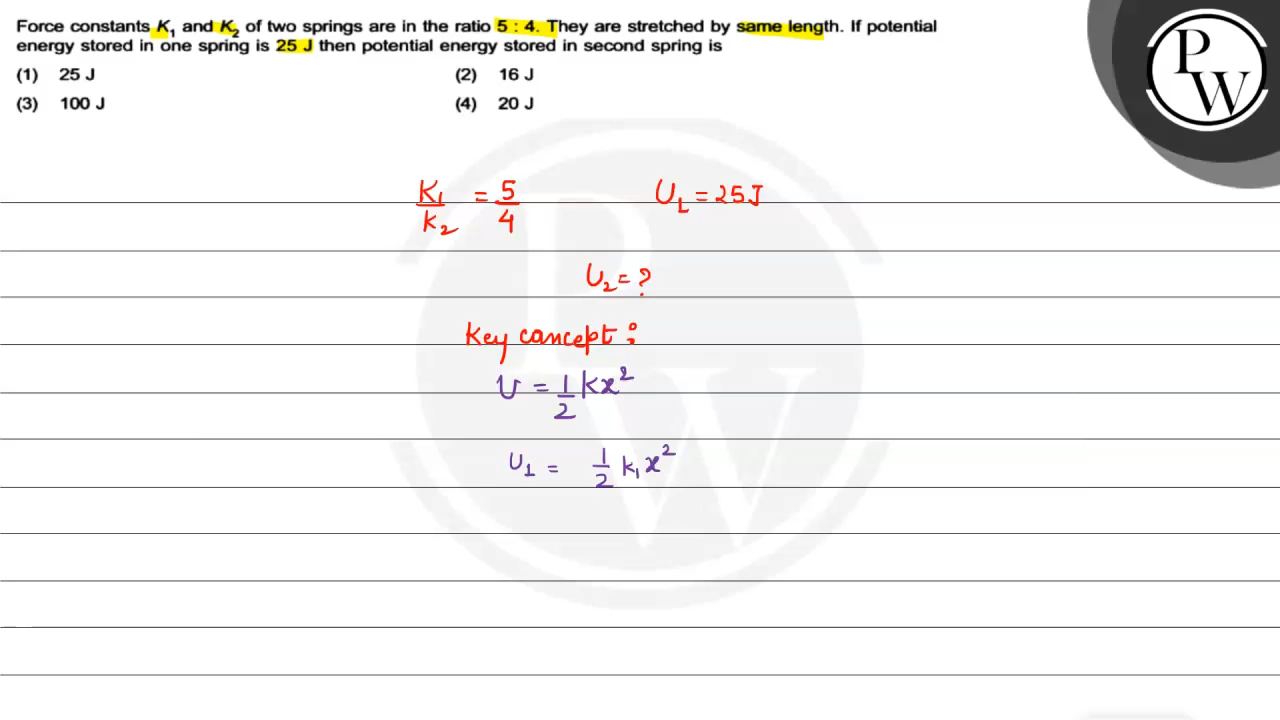 Force constants K₁ and K₂ of two springs are in the ratio 5 : 4. They are stretched by same length. If potential
energy stored in one spring is 25 J then potential energy stored in second spring is
(1) 25 J (2) 16 J
(3) 100 J (4) 20 J
PW
K₁/K₂ = 5/4 U₁ = 25J
U₂ = ?
Key concept :
U = 1/2 kx²
U₁ = 1/2 k₁x²